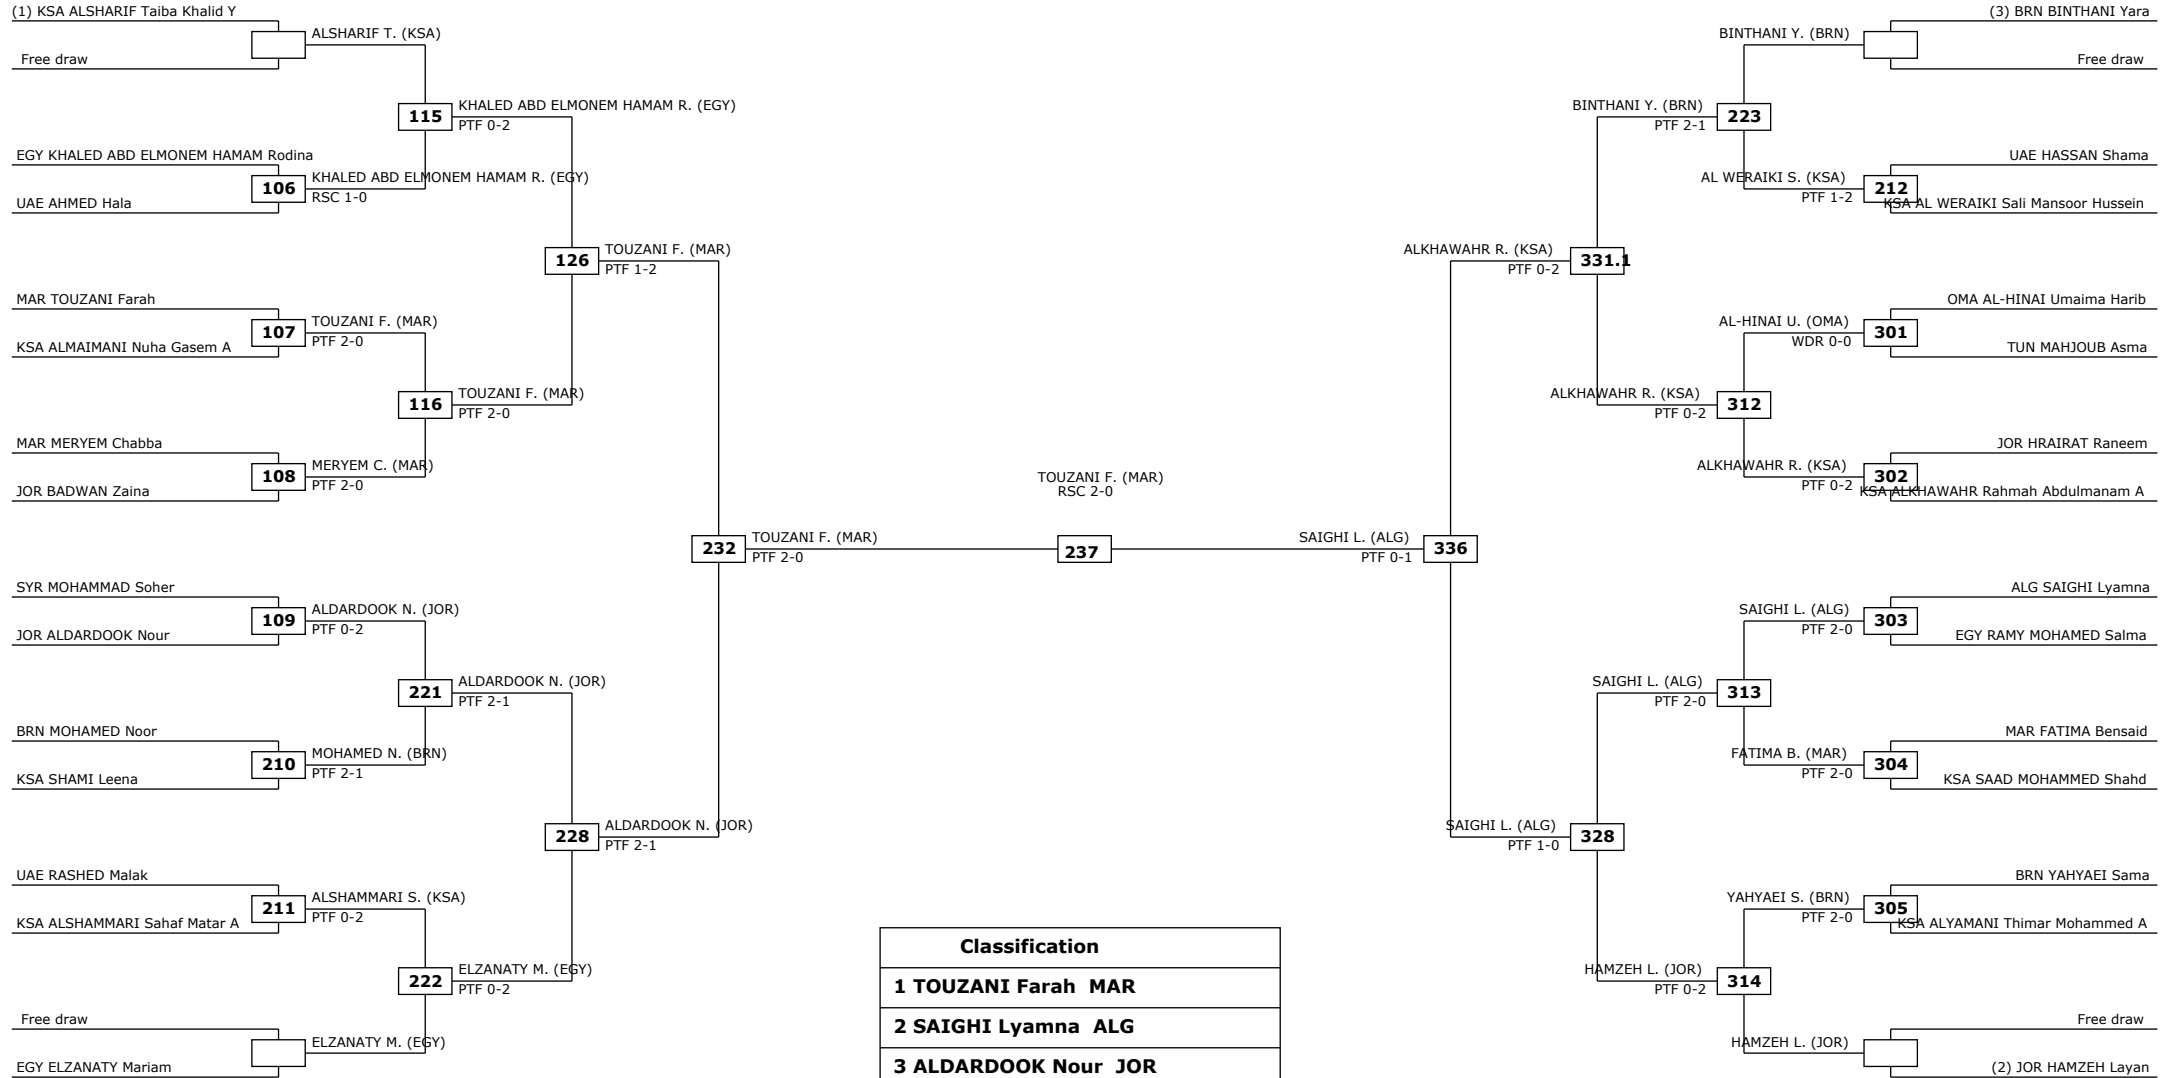 (1) KSA ALSHARIF Taiba Khalid Y
ALSHARIF T. (KSA)
Free draw
115
KHALED ABD ELMONEM HAMAM R. (EGY)
PTF 0-2
EGY KHALED ABD ELMONEM HAMAM Rodina
106
KHALED ABD ELMONEM HAMAM R. (EGY)
RSC 1-0
UAE AHMED Hala
126
TOUZANI F. (MAR)
PTF 1-2
MAR TOUZANI Farah
107
TOUZANI F. (MAR)
PTF 2-0
KSA ALMAIMANI Nuha Gasem A
116
TOUZANI F. (MAR)
PTF 2-0
MAR MERYEM Chabba
108
MERYEM C. (MAR)
PTF 2-0
JOR BADWAN Zaina
232
TOUZANI F. (MAR)
PTF 2-0
SYR MOHAMMAD Soher
109
ALDARDOOK N. (JOR)
PTF 0-2
JOR ALDARDOOK Nour
221
ALDARDOOK N. (JOR)
PTF 2-1
BRN MOHAMED Noor
210
MOHAMED N. (BRN)
PTF 2-1
KSA SHAMI Leena
228
ALDARDOOK N. (JOR)
PTF 2-1
UAE RASHED Malak
211
ALSHAMMARI S. (KSA)
PTF 0-2
KSA ALSHAMMARI Sahaf Matar A
222
ELZANATY M. (EGY)
PTF 0-2
Free draw
ELZANATY M. (EGY)
EGY ELZANATY Mariam
TOUZANI F. (MAR)
RSC 2-0
237
Classification
1 TOUZANI Farah MAR
2 SAIGHI Lyamna ALG
3 ALDARDOOK Nour JOR
(3) BRN BINTHANI Yara
BINTHANI Y. (BRN)
Free draw
BINTHANI Y. (BRN)
PTF 2-1
223
UAE HASSAN Shama
AL WERAIKI S. (KSA)
PTF 1-2
212
KSA AL WERAIKI Sali Mansoor Hussein
ALKHAWAHR R. (KSA)
PTF 0-2
331.1
OMA AL-HINAI Umaima Harib
AL-HINAI U. (OMA)
WDR 0-0
301
TUN MAHJOUB Asma
ALKHAWAHR R. (KSA)
PTF 0-2
312
JOR HRAIRAT Raneem
ALKHAWAHR R. (KSA)
PTF 0-2
302
KSA ALKHAWAHR Rahmah Abdulmanam A
SAIGHI L. (ALG)
PTF 0-1
336
ALG SAIGHI Lyamna
SAIGHI L. (ALG)
PTF 2-0
303
EGY RAMY MOHAMED Salma
SAIGHI L. (ALG)
PTF 2-0
313
MAR FATIMA Bensaid
FATIMA B. (MAR)
PTF 2-0
304
KSA SAAD MOHAMMED Shahd
SAIGHI L. (ALG)
PTF 1-0
328
BRN YAHYAEI Sama
YAHYAEI S. (BRN)
PTF 2-0
305
KSA ALYAMANI Thimar Mohammed A
HAMZEH L. (JOR)
PTF 0-2
314
Free draw
HAMZEH L. (JOR)
(2) JOR HAMZEH Layan